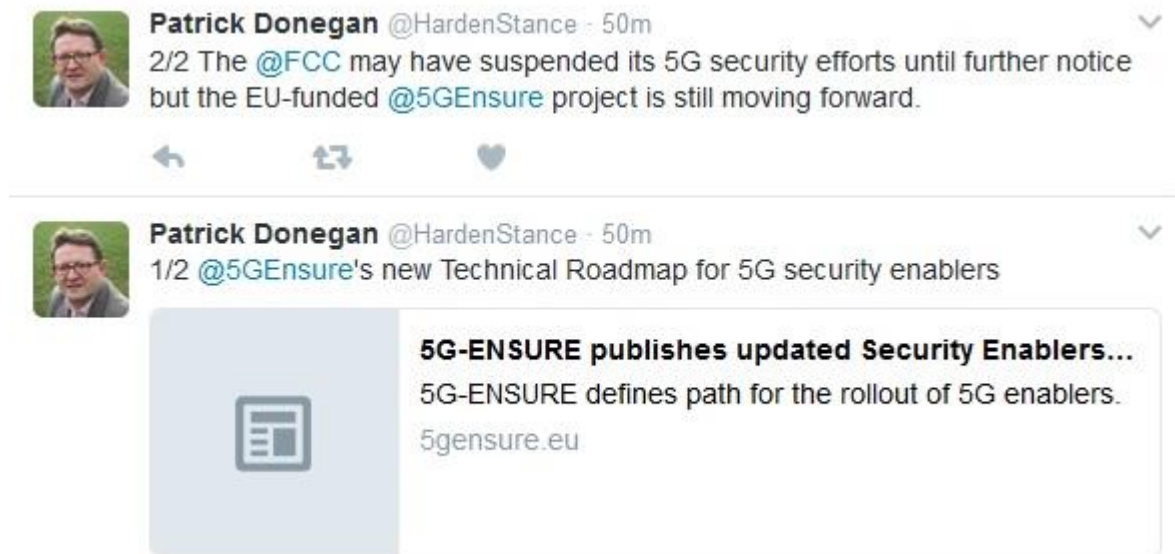 Patrick Donegan @HardenStance · 50m
2/2 The @FCC may have suspended its 5G security efforts until further notice
but the EU-funded @5GEnsure project is still moving forward.
Patrick Donegan @HardenStance · 50m
1/2 @5GEnsure's new Technical Roadmap for 5G security enablers
5G-ENSURE publishes updated Security Enablers...
5G-ENSURE defines path for the rollout of 5G enablers.
5gensure.eu